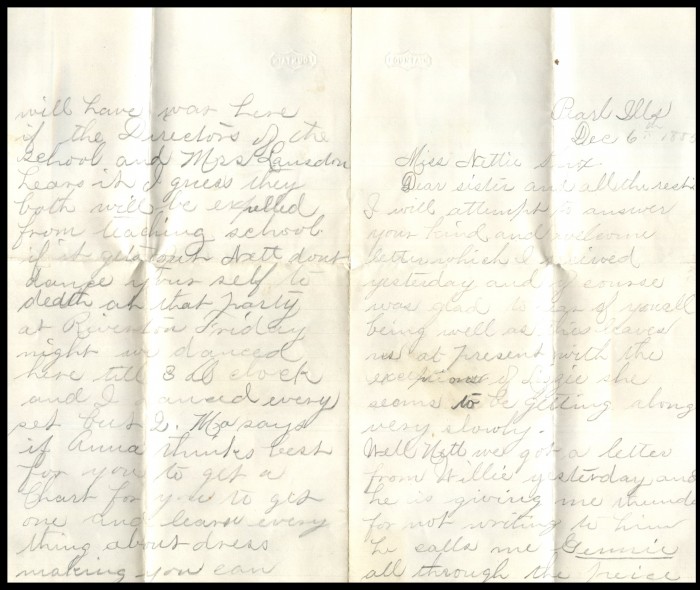 Pearl Ills
Dec 6th 188
Miss Nettie
Dear sister and all the rest
I will attempt to answer
your kind and welcome
letter which I recieved
yesterday and of course
was glad to hear of you all
being well as this leaves
us at present with the
exceptions of Lizzie she
seems to be getting along
very slowly.
Well Nett we got a letter
from Willie yesterday and
he is giving me thunder
for not writing to him
he calls me Gennie
all through the peice
will have was here
if the Directors of the
school and Mrs Lansdon
hears it I guess they
both will be expelled
from teaching school
if it gets out Nett dont
dance your self to
dedth at that party
at Riverton Friday
night we danced
here till 3 o clock
and I danced every
set but 2. Ma says
if Anna thinks best
for you to get a
Chart for you to get
one and learn every
thing about dress
making you can